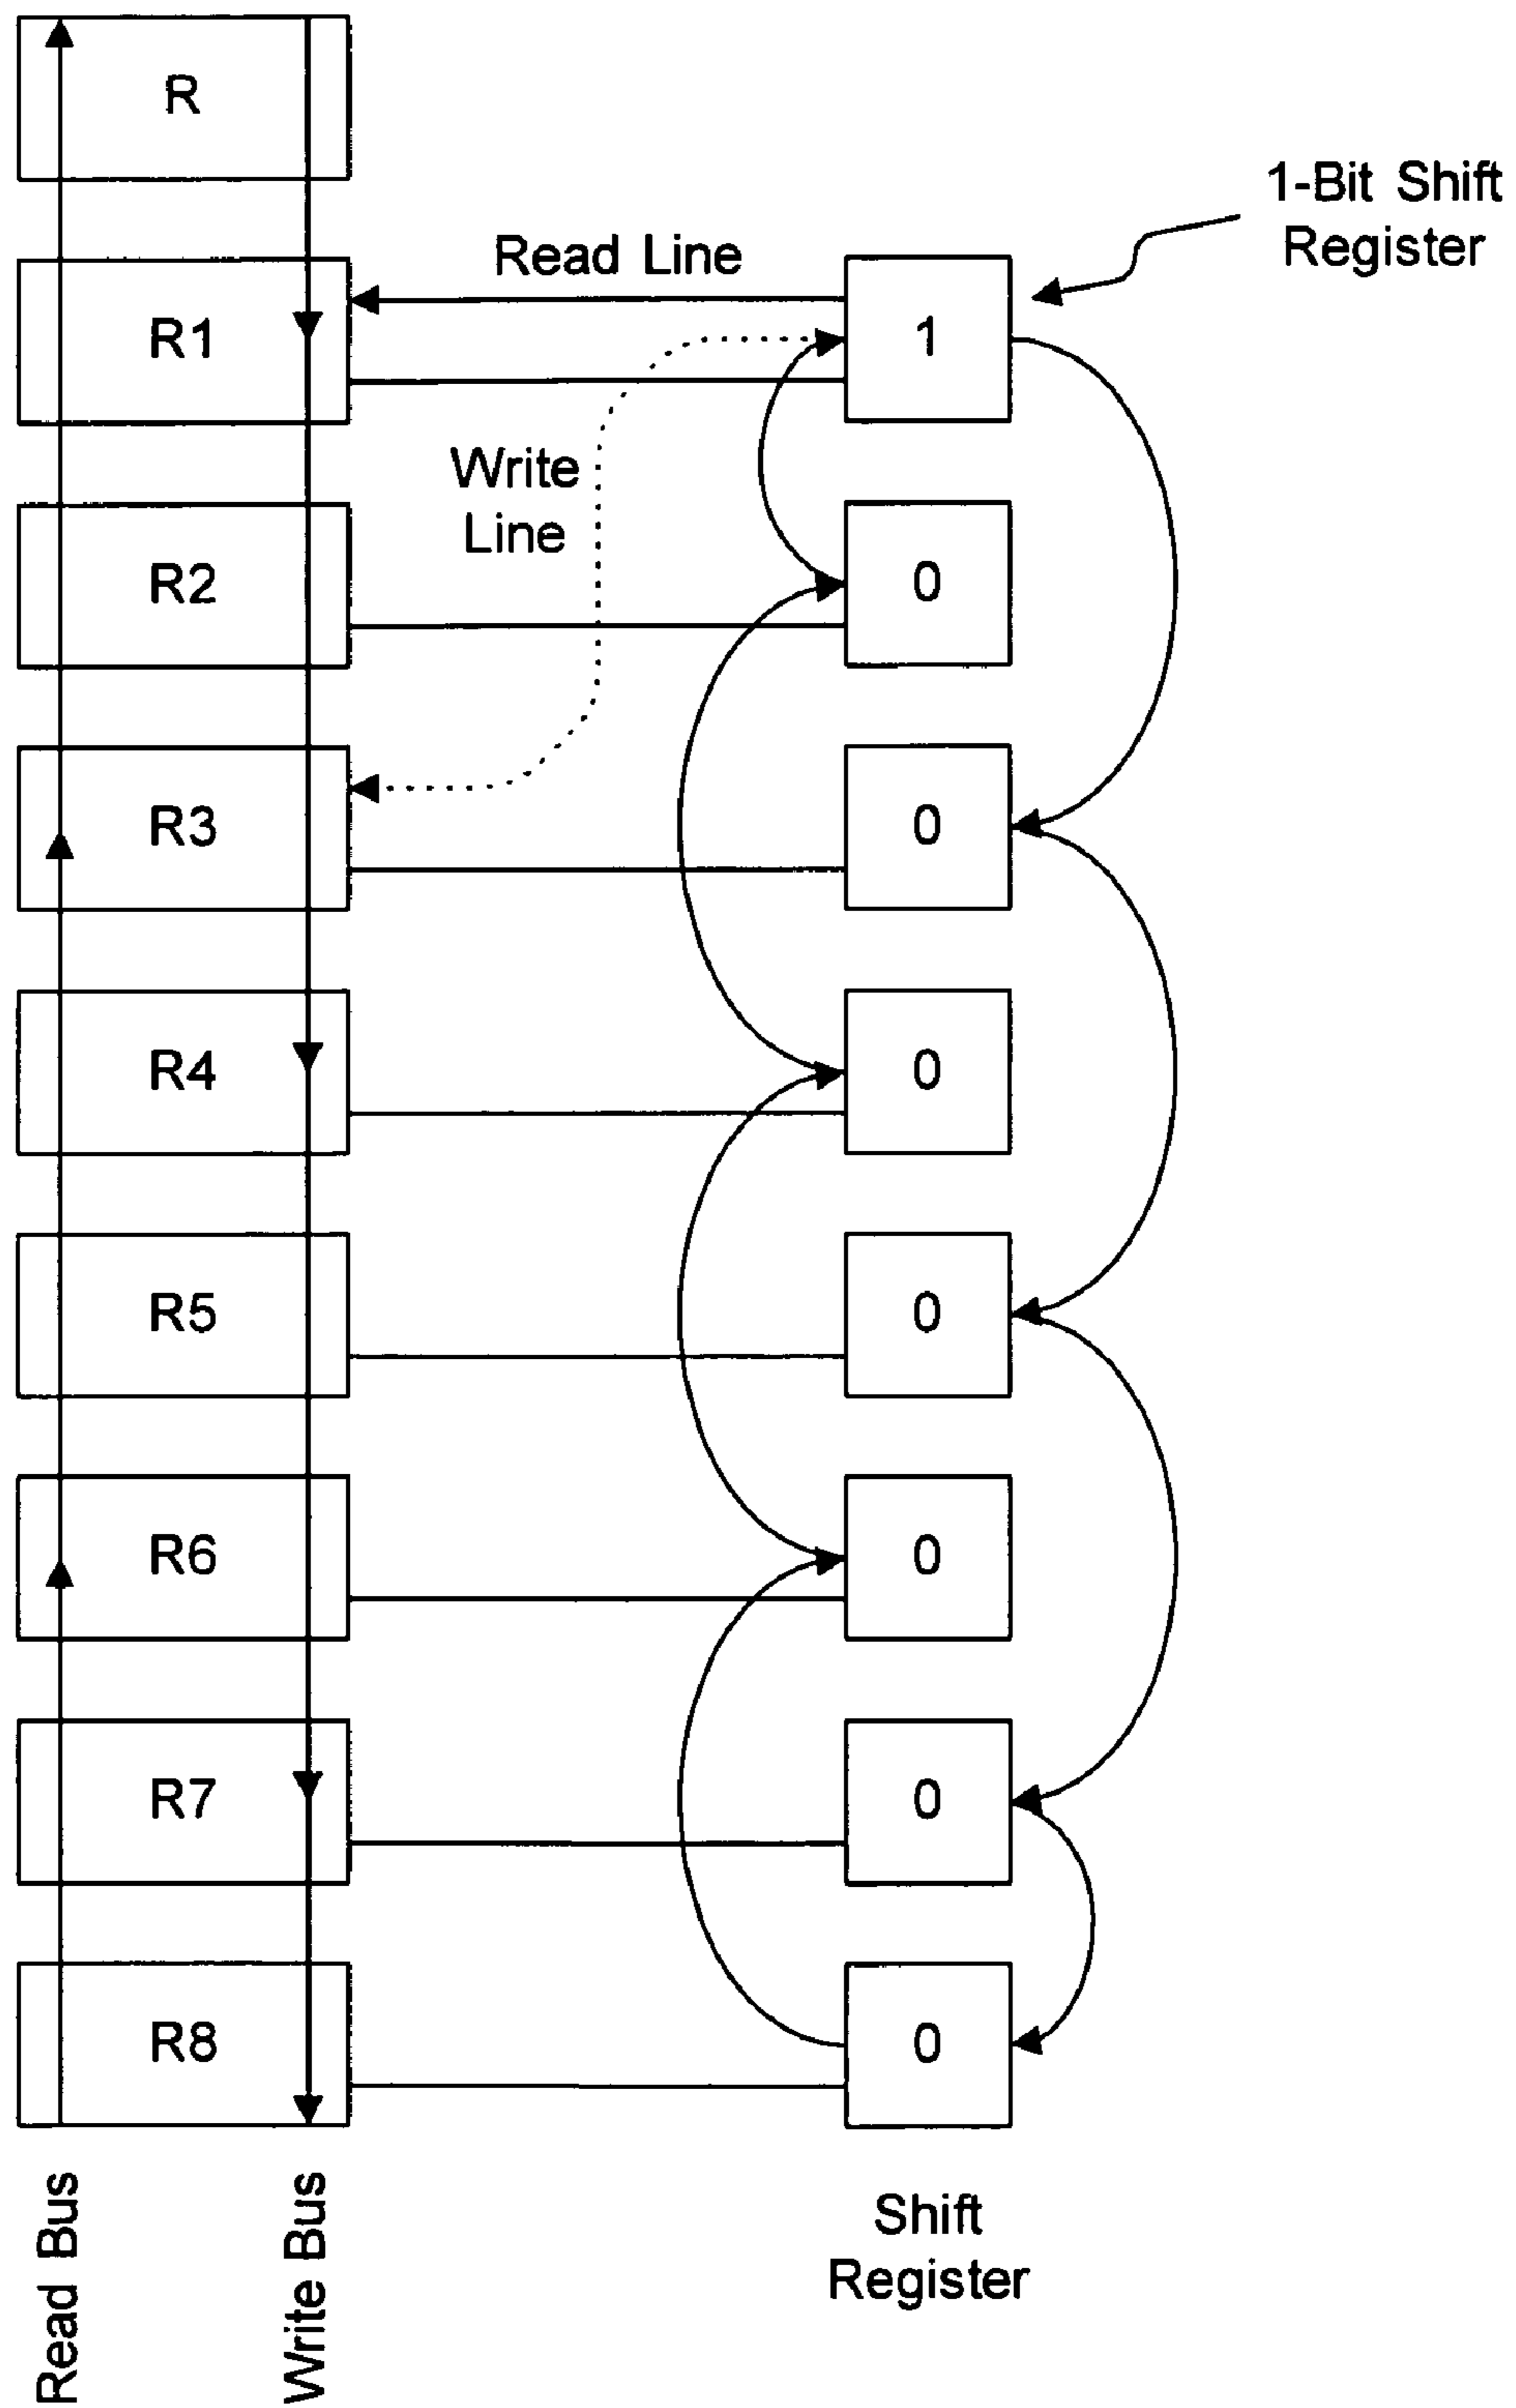 R
1-Bit Shift
Register
Read Line
R1
1
Write
Line
R2
0
R3
0
R4
0
R5
0
R6
0
R7
0
R8
0
Read Bus
Write Bus
Shift
Register